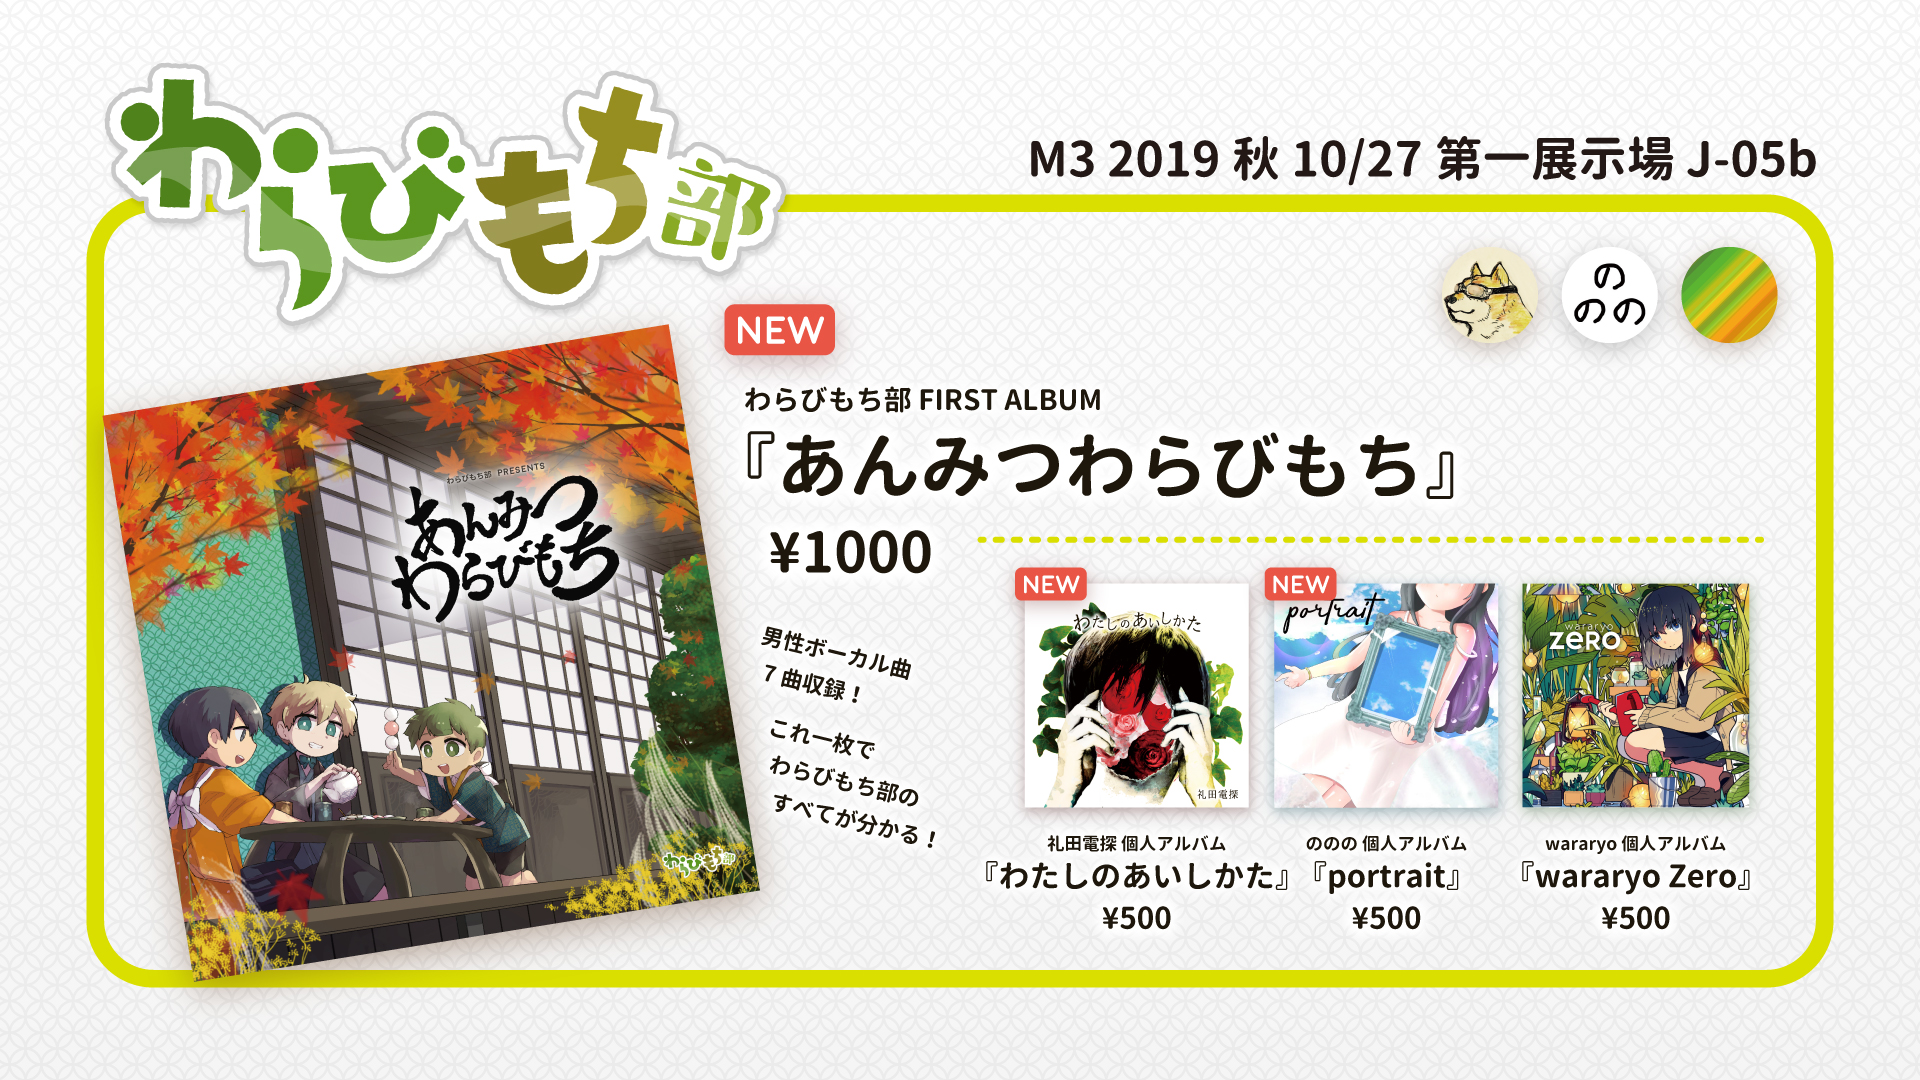 わらびもち部
M3 2019 秋 10/27 第一展示場 J-05b
の
のの
NEW
わらびもち部 FIRST ALBUM
『あんみつわらびもち』
¥1000
わらびもち部 PRESENTS
あんみつ
わらびもち
わらびもち部
男性ボーカル曲
7 曲収録！
これ一枚で
わらびもち部の
すべてが分かる！
NEW
わたしのあいしかた
礼田電探
礼田電探 個人アルバム
『わたしのあいしかた』
¥500
NEW
portrait
ののの 個人アルバム
『portrait』
¥500
wararyo
zero
wararyo 個人アルバム
『wararyo Zero』
¥500